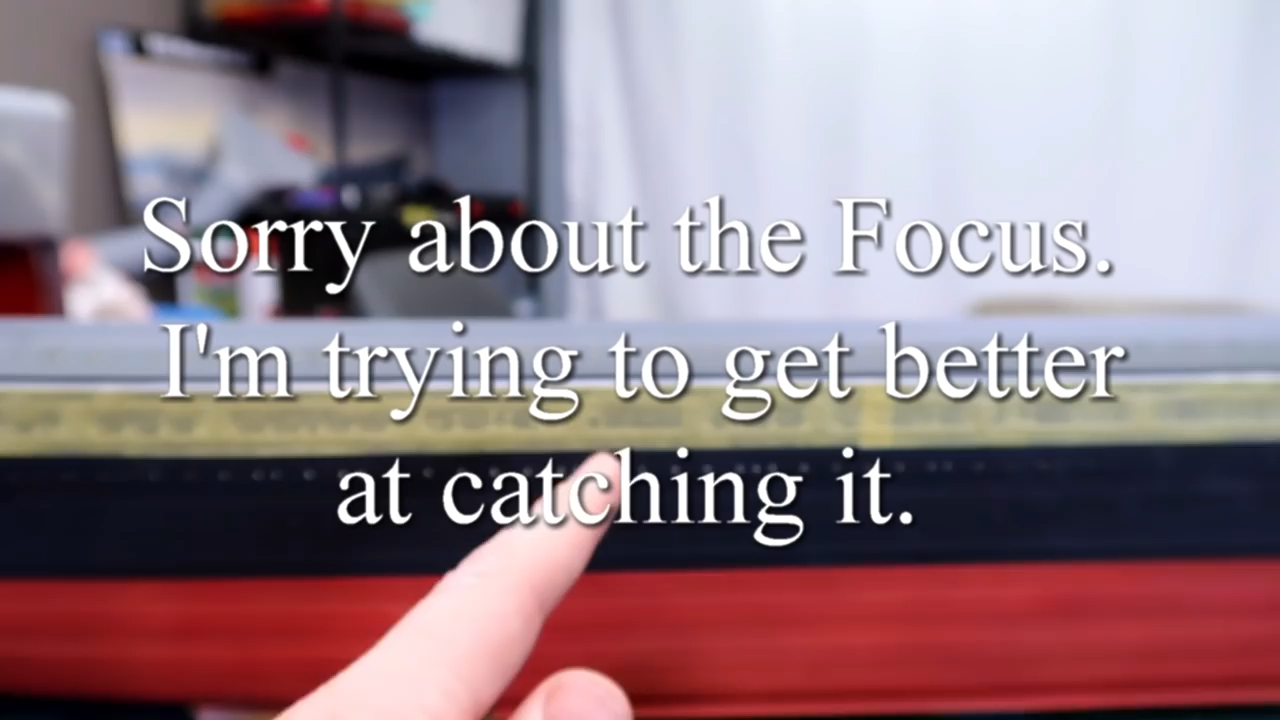 Sorry about the Focus.
I'm trying to get better
at catching it.